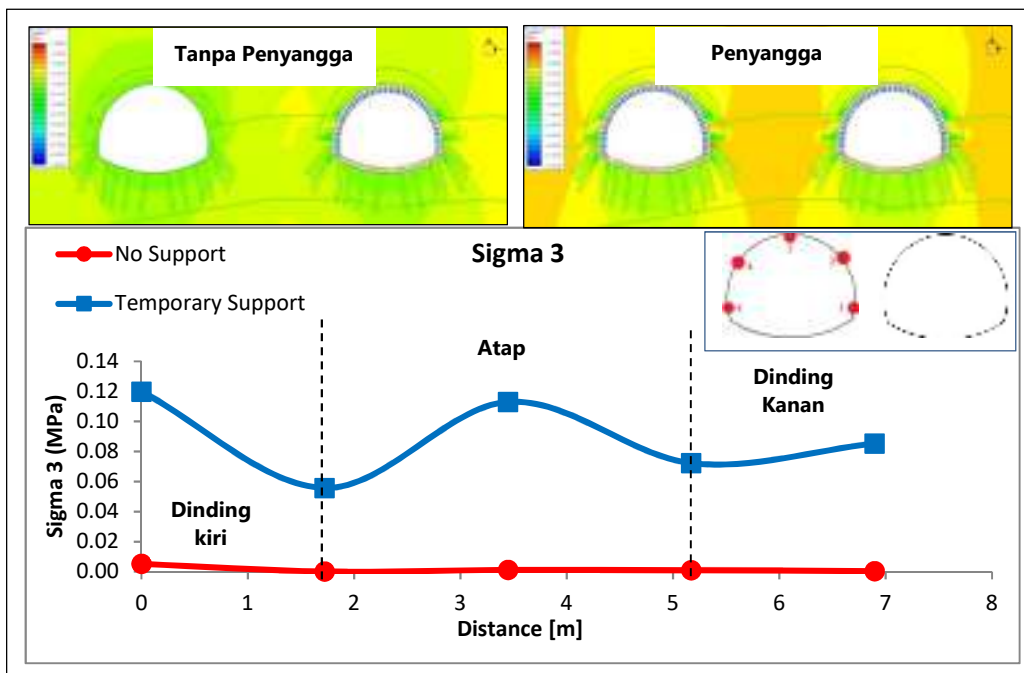 Tanpa Penyangga
Penyangga
No Support
Temporary Support
Sigma 3
Atap
Dinding
Kanan
Dinding
kiri
Sigma 3 (MPa)
0.14
0.12
0.10
0.08
0.06
0.04
0.02
0.00
0
1
2
3
4
5
6
7
8
Distance [m]